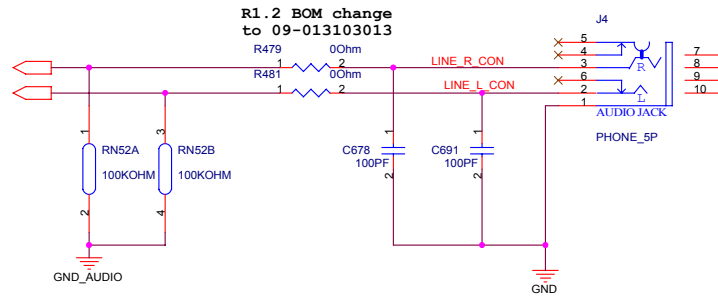 R1.2 BOM change
to 09-013103013
J4
R479 0Ohm
1 2
LINE_R_CON
R481 0Ohm
1 2
LINE_L_CON
5
4
3
6
2
1
R
L
7
8
9
10
AUDIO JACK
PHONE_5P
1
RN52A
100KOHM
2
3
RN52B
100KOHM
4
1
C678
100PF
2
1
C691
100PF
2
GND_AUDIO
GND